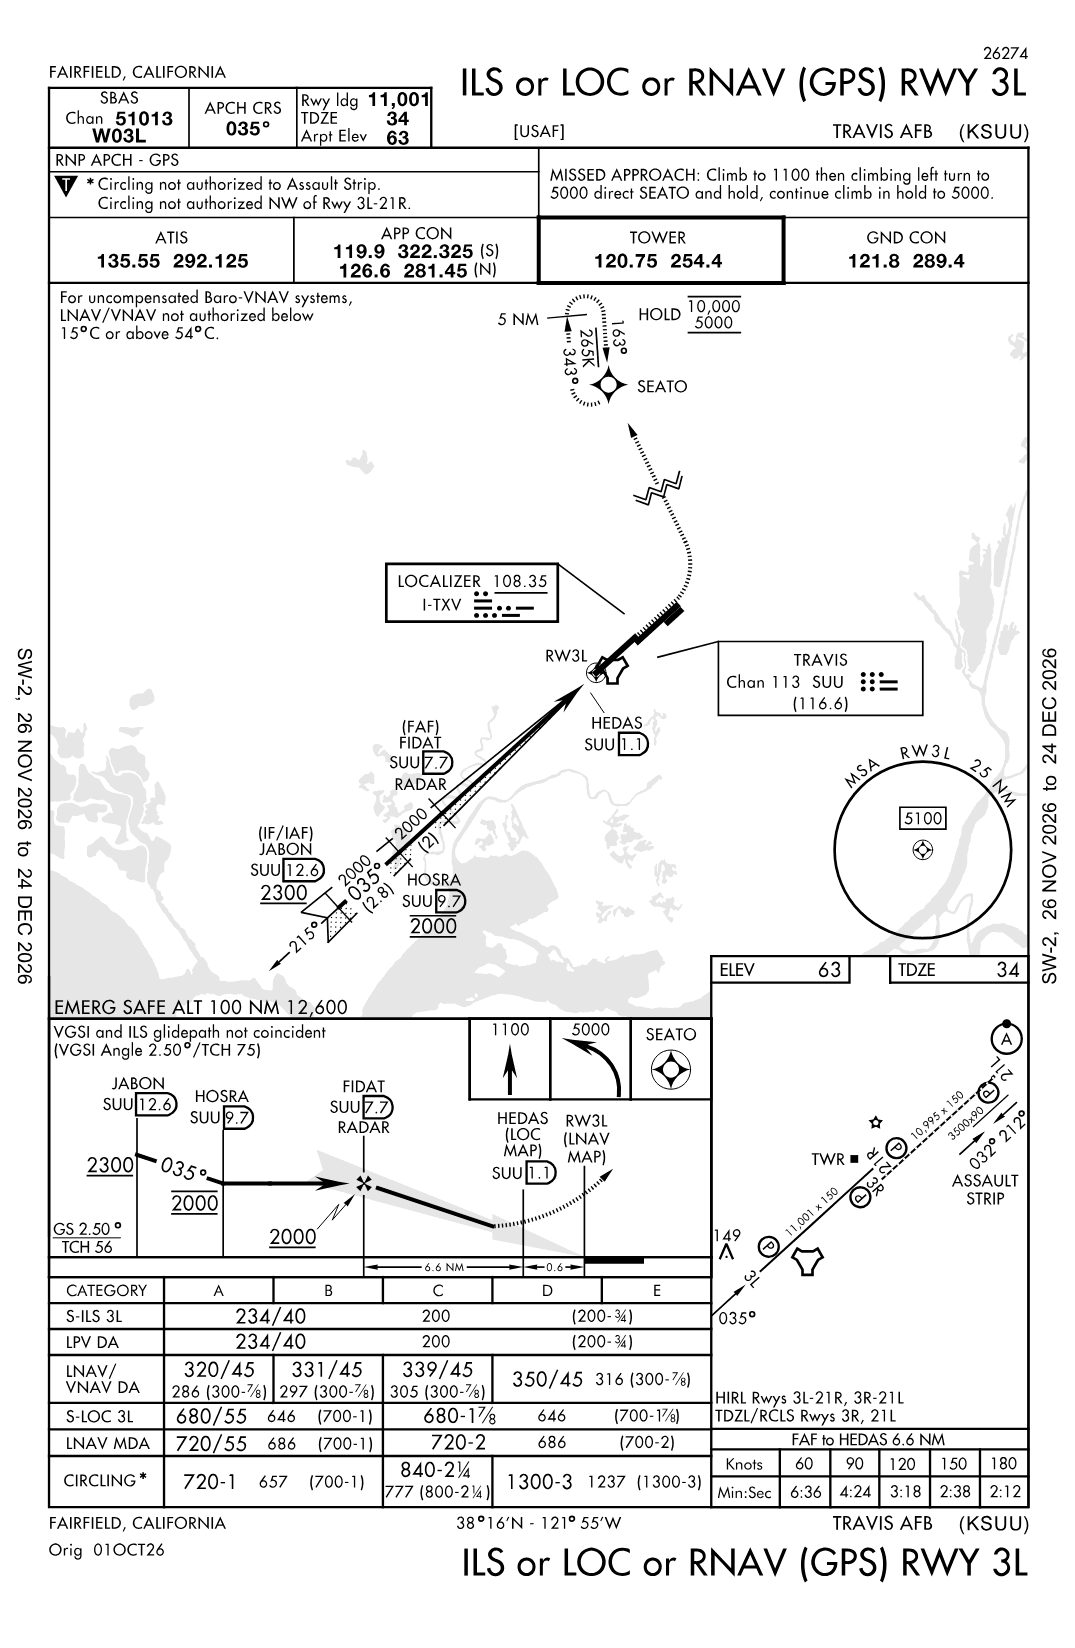 26274
FAIRFIELD, CALIFORNIA
ILS or LOC or RNAV (GPS) RWY 3L
SBAS
Chan 51013
W03L
APCH CRS
035°
Rwy ldg 11,001
TDZE 34
Arpt Elev 63
[USAF]
TRAVIS AFB (KSUU)
RNP APCH - GPS
T
* Circling not authorized to Assault Strip.
Circling not authorized NW of Rwy 3L-21R.
MISSED APPROACH: Climb to 1100 then climbing left turn to
5000 direct SEATO and hold, continue climb in hold to 5000.
ATIS
135.55 292.125
APP CON
119.9 322.325 (S)
126.6 281.45 (N)
TOWER
120.75 254.4
GND CON
121.8 289.4
For uncompensated Baro-VNAV systems,
LNAV/VNAV not authorized below
15°C or above 54°C.
5 NM
HOLD 10,000
5000
163°
265K
343°
SEATO
LOCALIZER 108.35
I-TXV
RW3L
TRAVIS
Chan 113 SUU
(116.6)
HEDAS
SUU 1.1
(FAF)
FIDAT
SUU 7.7
RADAR
2000
(2)
(IF/IAF)
JABON
SUU 12.6
2300
2000
035°
(2.8)
HOSRA
SUU 9.7
2000
215°
MSA RW3L 25 NM
5100
SW-2, 26 NOV 2026 to 24 DEC 2026
SW-2, 26 NOV 2026 to 24 DEC 2026
EMERG SAFE ALT 100 NM 12,600
ELEV 63
TDZE 34
VGSI and ILS glidepath not coincident
(VGSI Angle 2.50°/TCH 75)
1100
5000
SEATO
JABON
SUU 12.6
HOSRA
SUU 9.7
FIDAT
SUU 7.7
RADAR
HEDAS
(LOC
MAP)
SUU 1.1
RW3L
(LNAV
MAP)
2300
035°
2000
2000
GS 2.50°
TCH 56
6.6 NM
0.6
A
21L
P
10,995 x 150
3500x90
032° 212°
ASSAULT
STRIP
TWR
21R
P
3R
P
11,001 x 150
149
P
3L
035°
HIRL Rwys 3L-21R, 3R-21L
TDZL/RCLS Rwys 3R, 21L
CATEGORY A B C D E
S-ILS 3L 234/40 200 (200-¾)
LPV DA 234/40 200 (200-¾)
LNAV/
VNAV DA
320/45
286 (300-⅞)
331/45
297 (300-⅞)
339/45
305 (300-⅞)
350/45 316 (300-⅞)
S-LOC 3L 680/55 646 (700-1) 680-1⅞ 646 (700-1⅞)
LNAV MDA 720/55 686 (700-1) 720-2 686 (700-2)
CIRCLING* 720-1 657 (700-1)
840-2¼
777 (800-2¼)
1300-3 1237 (1300-3)
FAF to HEDAS 6.6 NM
Knots 60 90 120 150 180
Min:Sec 6:36 4:24 3:18 2:38 2:12
FAIRFIELD, CALIFORNIA
38°16'N - 121°55'W
TRAVIS AFB (KSUU)
Orig 01OCT26
ILS or LOC or RNAV (GPS) RWY 3L